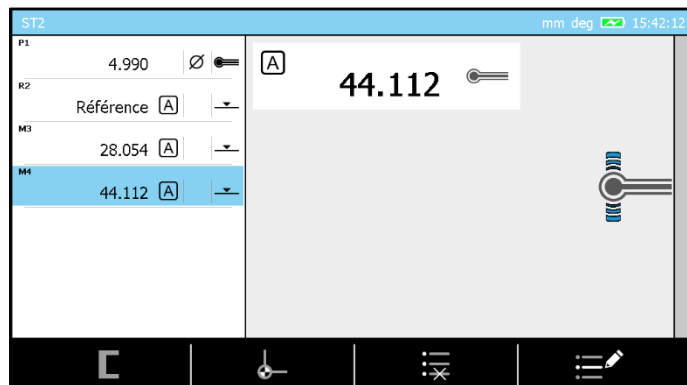 ST2 mm deg 15:42:12
P1
4.990 Ø
R2
Référence A
M3
28.054 A
M4
44.112 A
A 44.112